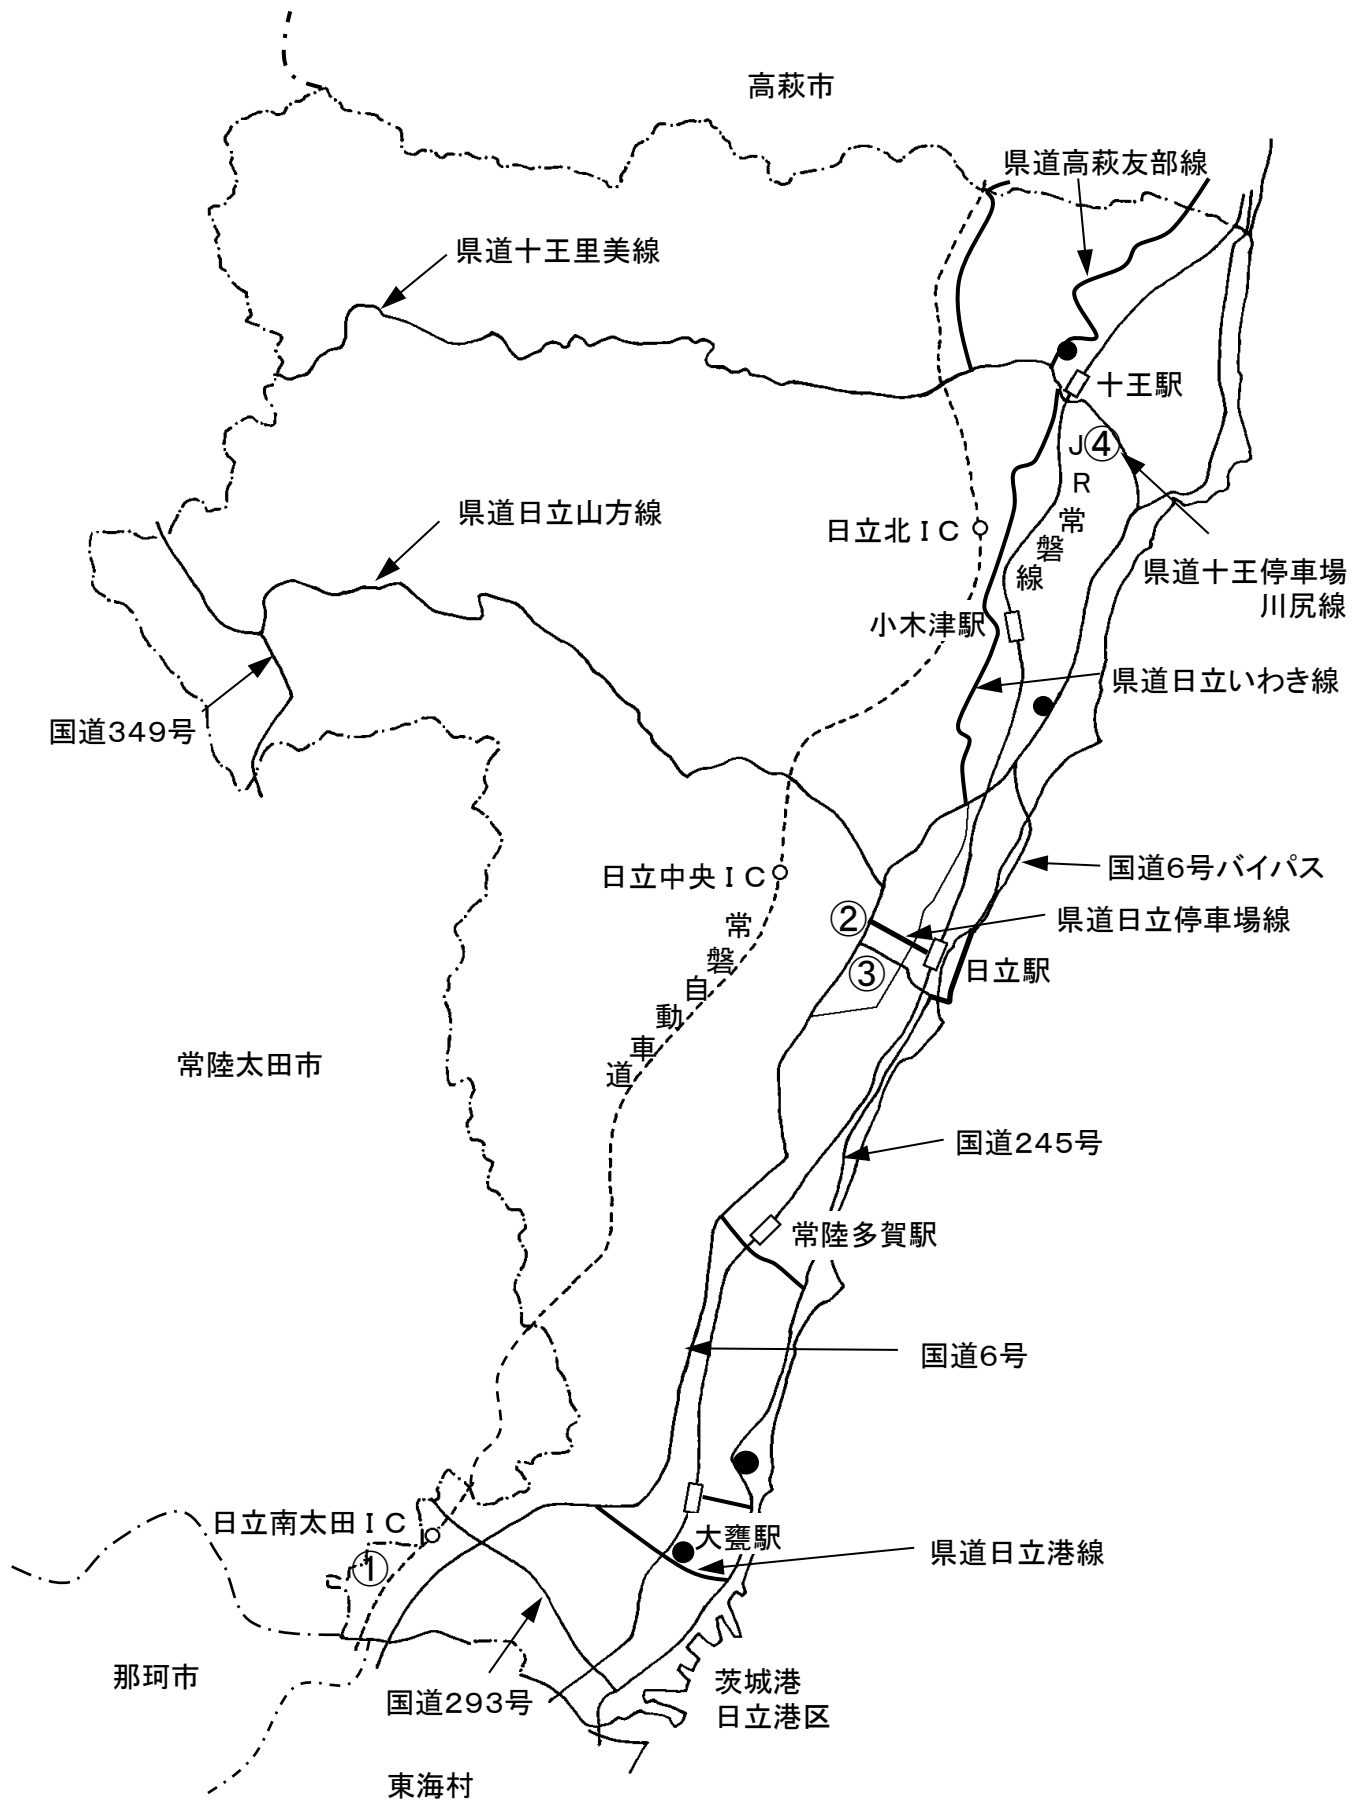 高萩市
県道高萩友部線
県道十王里美線
十王駅
JR常磐線
④
県道日立山方線
日立北ＩＣ
県道十王停車場
川尻線
小木津駅
県道日立いわき線
国道349号
国道6号バイパス
日立中央ＩＣ
県道日立停車場線
②
常磐自動車道
③
日立駅
常陸太田市
国道245号
常陸多賀駅
国道6号
日立南太田ＩＣ
①
大甕駅
県道日立港線
那珂市
国道293号
茨城港
日立港区
東海村